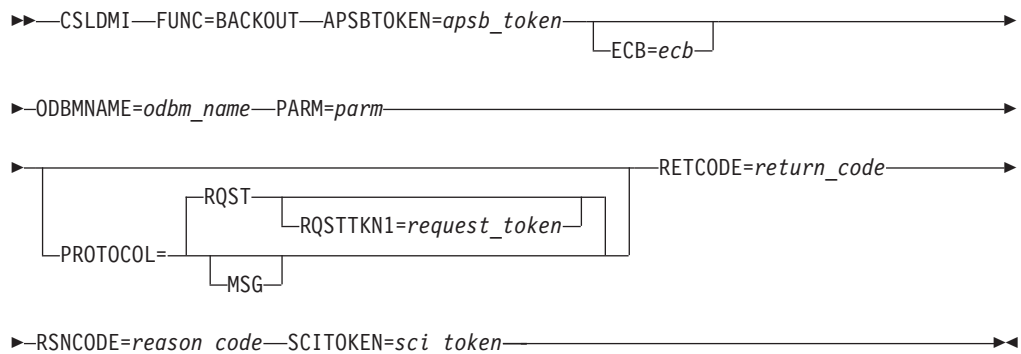 CSLDMI FUNC=BACKOUT APSBTOKEN=apsb_token
ECB=ecb
ODBMNAME=odbm_name PARM=parm
RETCODE=return_code
RQST
RQSTTKN1=request_token
PROTOCOL=
MSG
RSNCODE=reason code SCITOKEN=sci token